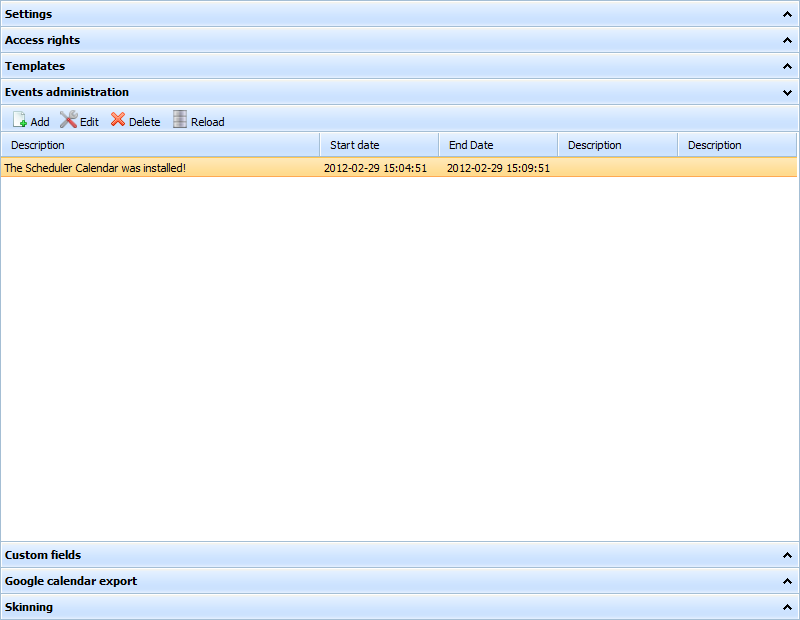 Settings
Access rights
Templates
Events administration
Add Edit Delete Reload
Description Start date End Date Description Description
The Scheduler Calendar was installed! 2012-02-29 15:04:51 2012-02-29 15:09:51
Custom fields
Google calendar export
Skinning